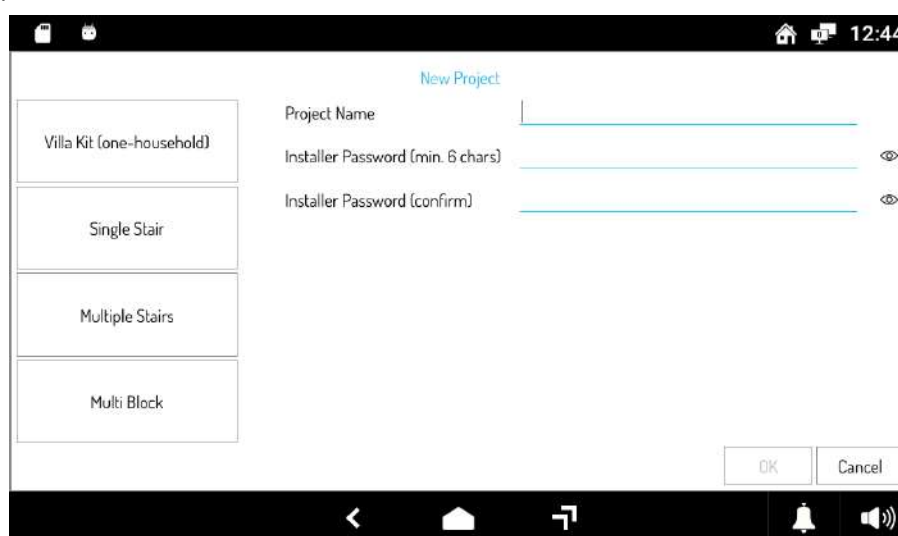 12:44
New Project
Villa Kit (one-household)
Single Stair
Multiple Stairs
Multi Block
Project Name
Installer Password (min. 6 chars)
Installer Password (confirm)
OK
Cancel